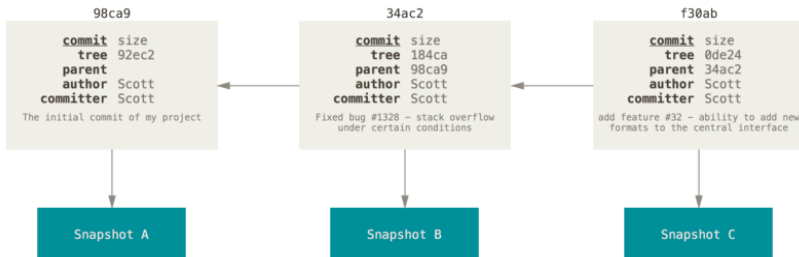 98ca9
commit size
tree 92ec2
parent
author Scott
committer Scott
The initial commit of my project
Snapshot A
34ac2
commit size
tree 184ca
parent 98ca9
author Scott
committer Scott
Fixed bug #1328 – stack overflow
under certain conditions
Snapshot B
f30ab
commit size
tree 0de24
parent 34ac2
author Scott
committer Scott
add feature #32 – ability to add new
formats to the central interface
Snapshot C